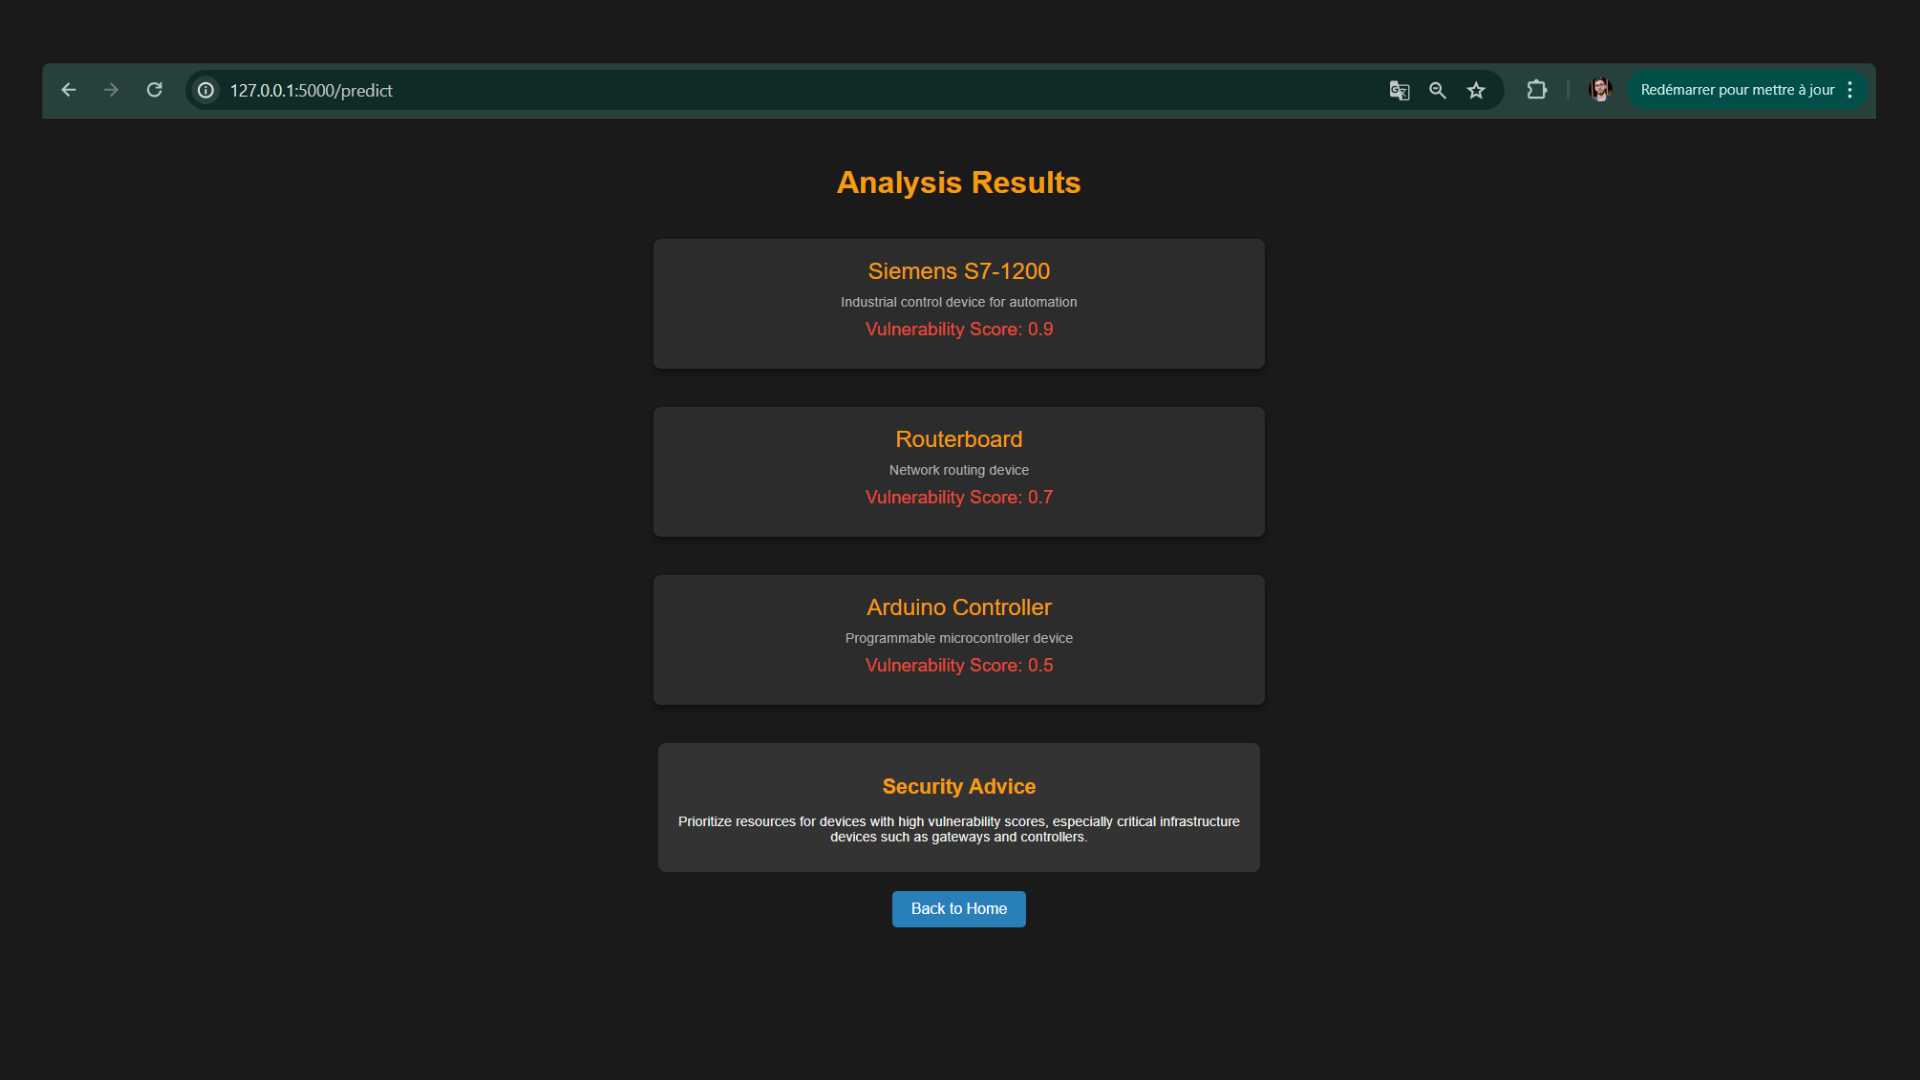 127.0.0.1:5000/predict
Redémarrer pour mettre à jour
Analysis Results
Siemens S7-1200
Industrial control device for automation
Vulnerability Score: 0.9
Routerboard
Network routing device
Vulnerability Score: 0.7
Arduino Controller
Programmable microcontroller device
Vulnerability Score: 0.5
Security Advice
Prioritize resources for devices with high vulnerability scores, especially critical infrastructure
devices such as gateways and controllers.
Back to Home